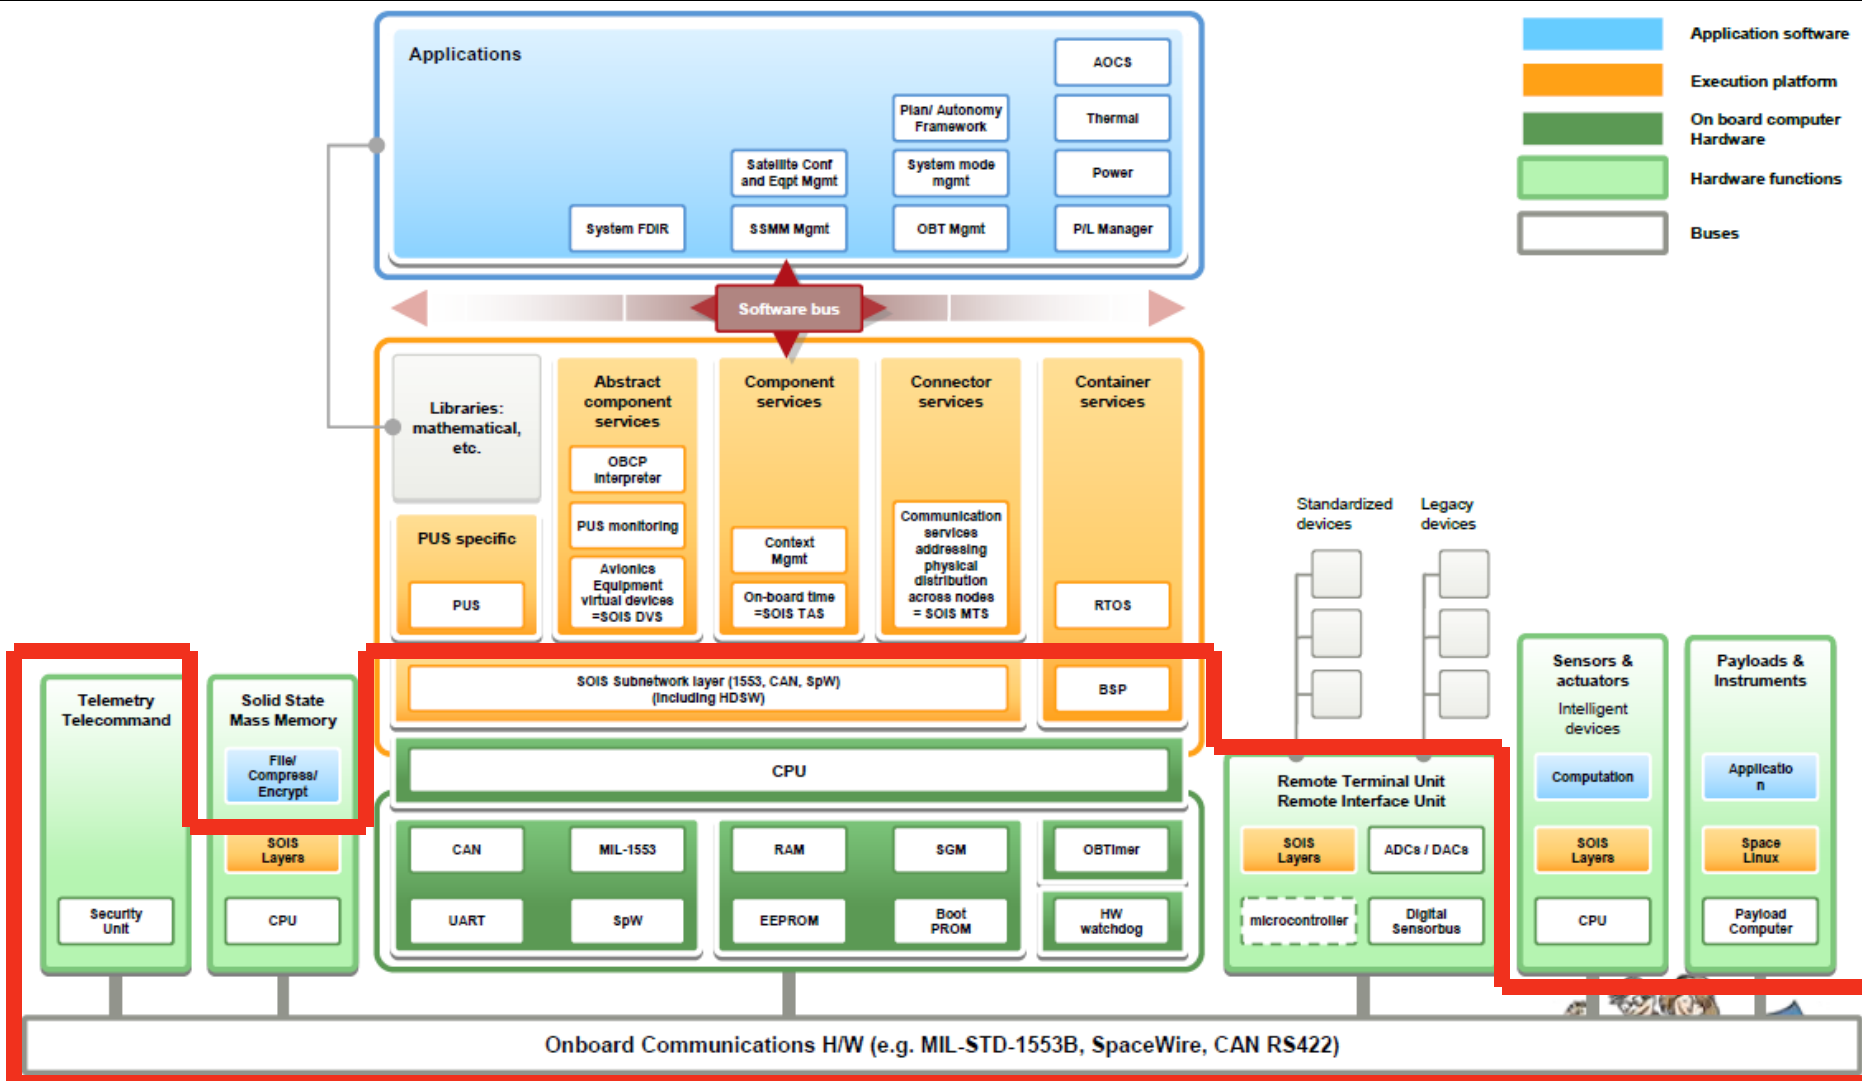 Applications
AOCS
Plan/ Autonomy
Framework
Thermal
Satellite Conf
and Eqpt Mgmt
System mode
mgmt
Power
System FDIR
SSMM Mgmt
OBT Mgmt
P/L Manager
Application software
Execution platform
On board computer
Hardware
Hardware functions
Buses
Software bus
Libraries:
mathematical,
etc.
PUS specific
PUS
Abstract
component
services
OBCP
Interpreter
PUS monitoring
Avionics
Equipment
virtual devices
=SOIS DVS
Component
services
Context
Mgmt
On-board time
=SOIS TAS
Connector
services
Communication
services
addressing
physical
distribution
across nodes
= SOIS MTS
Container
services
RTOS
SOIS Subnetwork layer (1553, CAN, SpW)
(Including HDSW)
BSP
CPU
CAN
MIL-1553
RAM
SGM
OBTimer
UART
SpW
EEPROM
Boot
PROM
HW
watchdog
Telemetry
Telecommand
Security
Unit
Solid State
Mass Memory
File/
Compress/
Encrypt
SOIS
Layers
CPU
Standardized
devices
Legacy
devices
Remote Terminal Unit
Remote Interface Unit
SOIS
Layers
ADCs / DACs
microcontroller
Digital
Sensorbus
Sensors &
actuators
Intelligent
devices
Computation
SOIS
Layers
CPU
Payloads &
Instruments
Applicatio
n
Space
Linux
Payload
Computer
Onboard Communications H/W (e.g. MIL-STD-1553B, SpaceWire, CAN RS422)